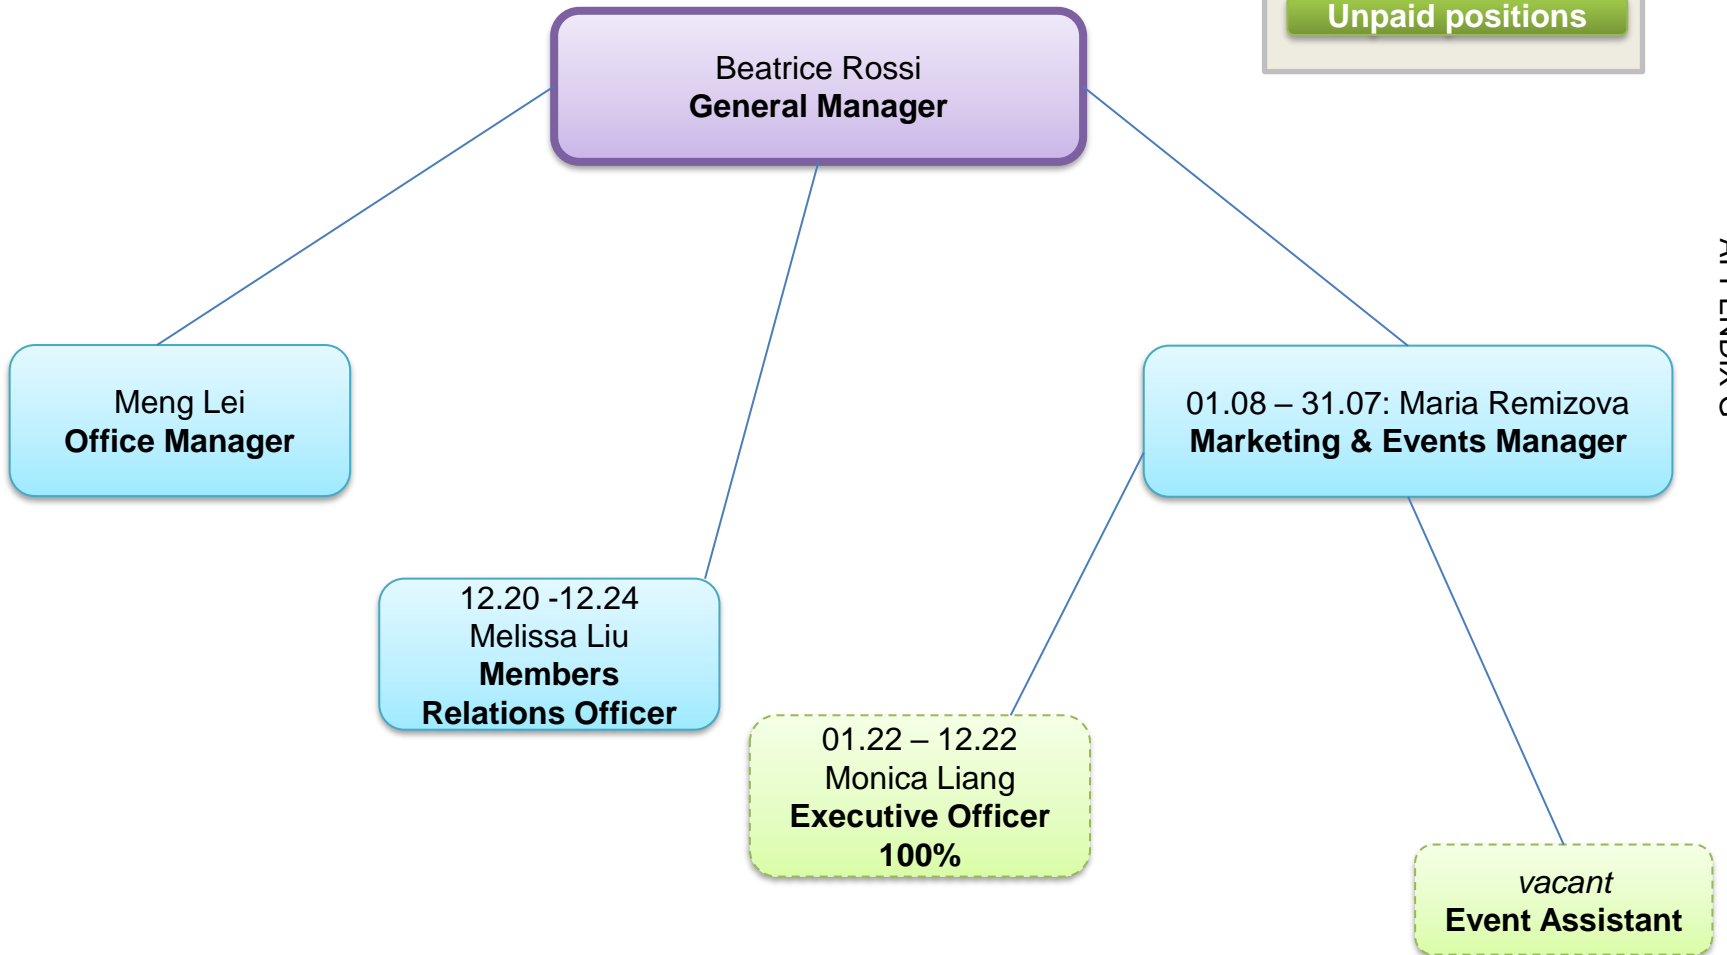 Unpaid positions
Beatrice Rossi
General Manager
Meng Lei
Office Manager
01.08 – 31.07: Maria Remizova
Marketing & Events Manager
12.20 -12.24
Melissa Liu
Members
Relations Officer
01.22 – 12.22
Monica Liang
Executive Officer
100%
vacant
Event Assistant